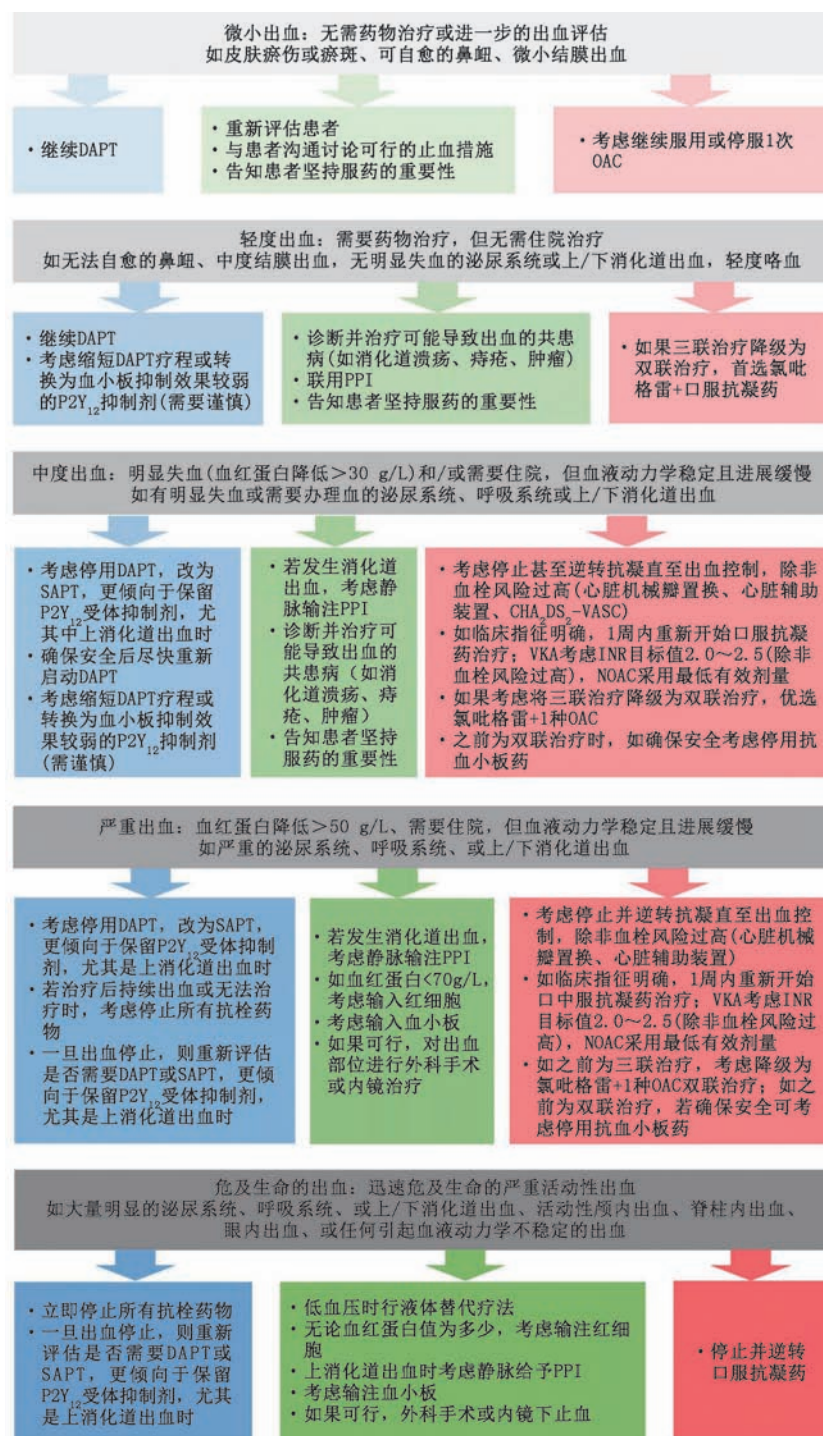 微小出血：无需药物治疗或进一步的出血评估
如皮肤瘀伤或瘀斑、可自愈的鼻衄、微小结膜出血
・继续DAPT
・重新评估患者
・与患者沟通讨论可行的止血措施
・告知患者坚持服药的重要性
・考虑继续服用或停服1次
OAC
轻度出血：需要药物治疗，但无需住院治疗
如无法自愈的鼻衄、中度结膜出血，无明显失血的泌尿系统或上/下消化道出血，轻度咯血
・继续DAPT
・考虑缩短DAPT疗程或转
换为血小板抑制效果较弱
的P2Y₁₂抑制剂(需要谨慎)
・诊断并治疗可能导致出血的共患
病(如消化道溃疡、痔疮、肿瘤)
・联用PPI
・告知患者坚持服药的重要性
・如果三联治疗降级为
双联治疗，首选氯吡
格雷+口服抗凝药
中度出血：明显失血(血红蛋白降低＞30 g/L)和/或需要住院，但血液动力学稳定且进展缓慢
如有明显失血或需要办理血的泌尿系统、呼吸系统或上/下消化道出血
・考虑停用DAPT，改为
SAPT，更倾向于保留
P2Y₁₂受体抑制剂，尤
其中上消化道出血时
・确保安全后尽快重新
启动DAPT
・考虑缩短DAPT疗程或
转换为血小板抑制效
果较弱的P2Y₁₂抑制剂
(需谨慎)
・若发生消化道
出血，考虑静
脉输注PPI
・诊断并治疗可
能导致出血的
共患病（如消
化道溃疡、痔
疮、肿瘤）
・告知患者坚持
服药的重要性
・考虑停止甚至逆转抗凝直至出血控制，除非
血栓风险过高(心脏机械瓣置换、心脏辅助
装置、CHA₂DS₂-VASC)
・如临床指征明确，1周内重新开始口服抗凝
药治疗；VKA考虑INR目标值2.0～2.5(除非
血栓风险过高)，NOAC采用最低有效剂量
・如果考虑将三联治疗降级为双联治疗，优选
氯吡格雷+1种OAC
・之前为双联治疗时，如确保安全考虑停用抗
血小板药
严重出血：血红蛋白降低＞50 g/L、需要住院，但血液动力学稳定且进展缓慢
如严重的泌尿系统、呼吸系统、或上/下消化道出血
・考虑停用DAPT，改为SAPT，
更倾向于保留P2Y₁₂受体抑制
剂，尤其是上消化道出血时
・若治疗后持续出血或无法治
疗时，考虑停止所有抗栓药
物
・一旦出血停止，则重新评估
是否需要DAPT或SAPT，更倾
向于保留P2Y₁₂受体抑制剂，
尤其是上消化道出血时
・若发生消化道出血，
考虑静脉输注PPI
・如血红蛋白<70g/L，
考虑输入红细胞
・考虑输入血小板
・如果可行，对出血
部位进行外科手术
或内镜治疗
・考虑停止并逆转抗凝直至出血控
制，除非血栓风险过高(心脏机械
瓣置换、心脏辅助装置)
・如临床指征明确，1周内重新开始
口中服抗凝药治疗；VKA考虑INR
目标值2.0～2.5(除非血栓风险过
高)，NOAC采用最低有效剂量
・如之前为三联治疗，考虑降级为
氯吡格雷+1种OAC双联治疗；如之
前为双联治疗，若确保安全可考
虑停用抗血小板药
危及生命的出血：迅速危及生命的严重活动性出血
如大量明显的泌尿系统、呼吸系统、或上/下消化道出血、活动性颅内出血、脊柱内出血、
眼内出血、或任何引起血液动力学不稳定的出血
・立即停止所有抗栓药物
・一旦出血停止，则重新
评估是否需要DAPT或
SAPT，更倾向于保留
P2Y₁₂受体抑制剂，尤其
是上消化道出血时
・低血压时行液体替代疗法
・无论血红蛋白值为多少，考虑输注红细
胞
・上消化道出血时考虑静脉给予PPI
・考虑输注血小板
・如果可行，外科手术或内镜下止血
・停止并逆转
口服抗凝药